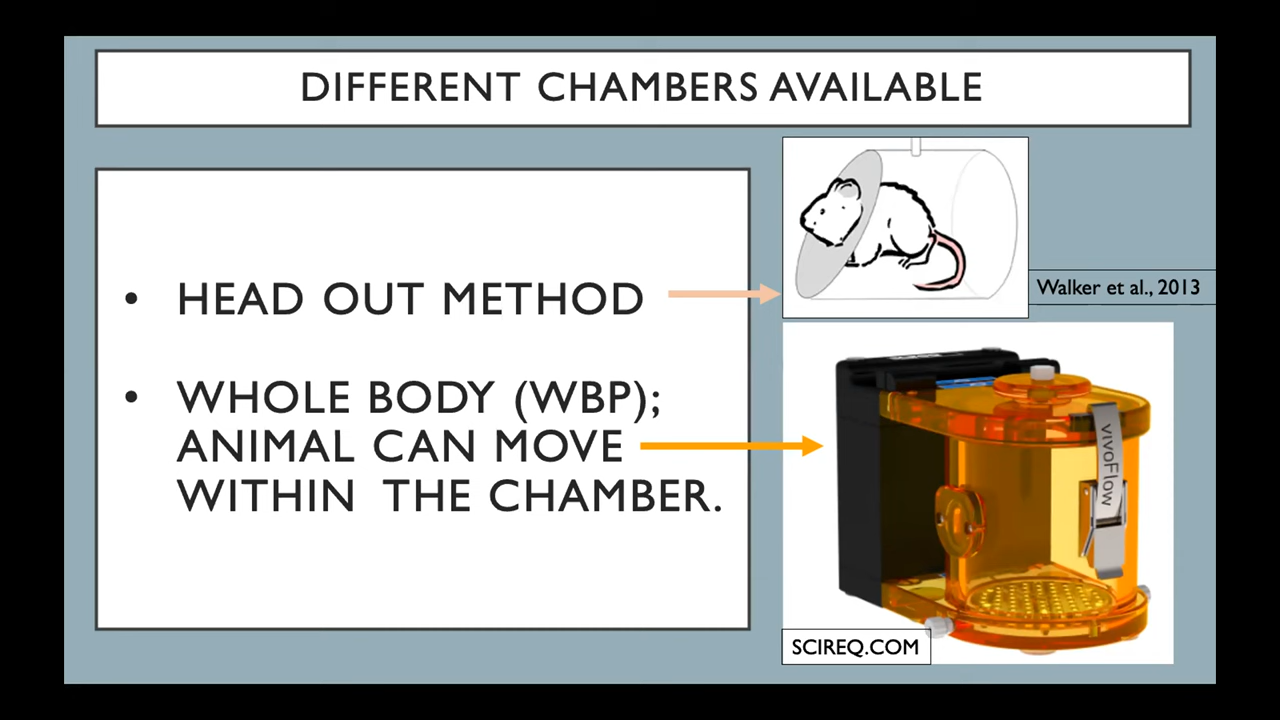 DIFFERENT CHAMBERS AVAILABLE
• HEAD OUT METHOD
• WHOLE BODY (WBP);
ANIMAL CAN MOVE
WITHIN THE CHAMBER.
Walker et al., 2013
vivoFlow
SCIREQ.COM